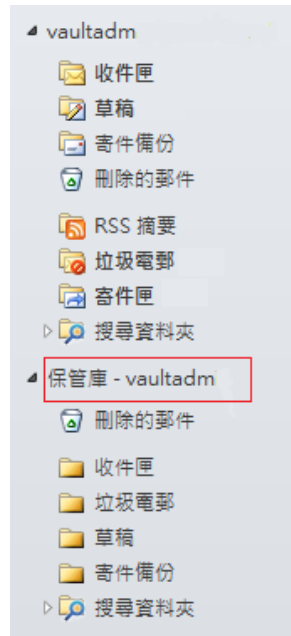 vaultadm
收件匣
草稿
寄件備份
刪除的郵件
RSS 摘要
垃圾電郵
寄件匣
搜尋資料夾
保管庫 - vaultadm
刪除的郵件
收件匣
垃圾電郵
草稿
寄件備份
搜尋資料夾